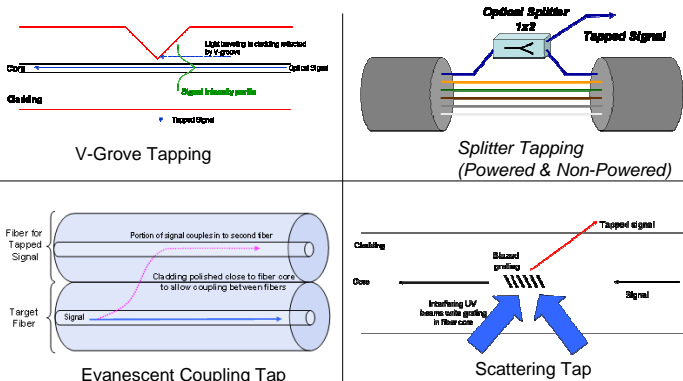 Light traveling in cladding reflected
by V-groove
Core
Optical Signal
Signal intensity profile
Cladding
Tapped Signal
V-Grove Tapping
Optical Splitter
1x2
Tapped Signal
Splitter Tapping
(Powered & Non-Powered)
Fiber for
Tapped
Signal
Portion of signal couples in to second fiber
Cladding polished close to fiber core
to allow coupling between fibers
Target
Fiber
Signal
Evanescent Coupling Tap
Tapped signal
Cladding
Blazed
grating
Core
Signal
Interfering UV
beams write grating
in fiber core
Scattering Tap